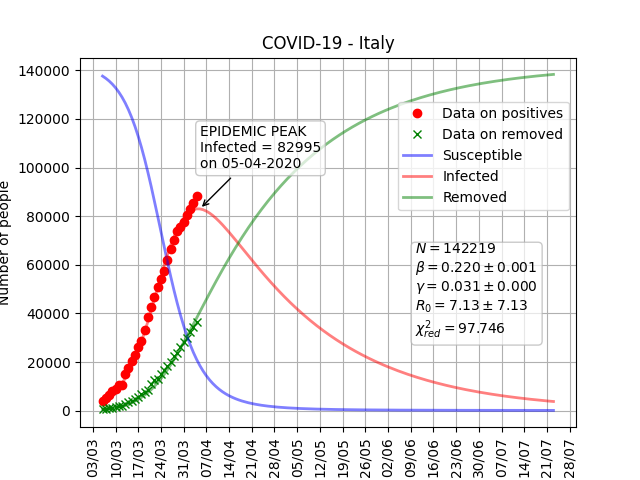 COVID-19 - Italy
140000
120000
100000
80000
60000
40000
20000
0
Number of people
EPIDEMIC PEAK
Infected = 82995
on 05-04-2020
Data on positives
Data on removed
Susceptible
Infected
Removed
N = 142219
β = 0.220 ± 0.001
γ = 0.031 ± 0.000
R₀ = 7.13 ± 7.13
χ²red = 97.746
03/03
10/03
17/03
24/03
31/03
07/04
14/04
21/04
28/04
05/05
12/05
19/05
26/05
02/06
09/06
16/06
23/06
30/06
07/07
14/07
21/07
28/07